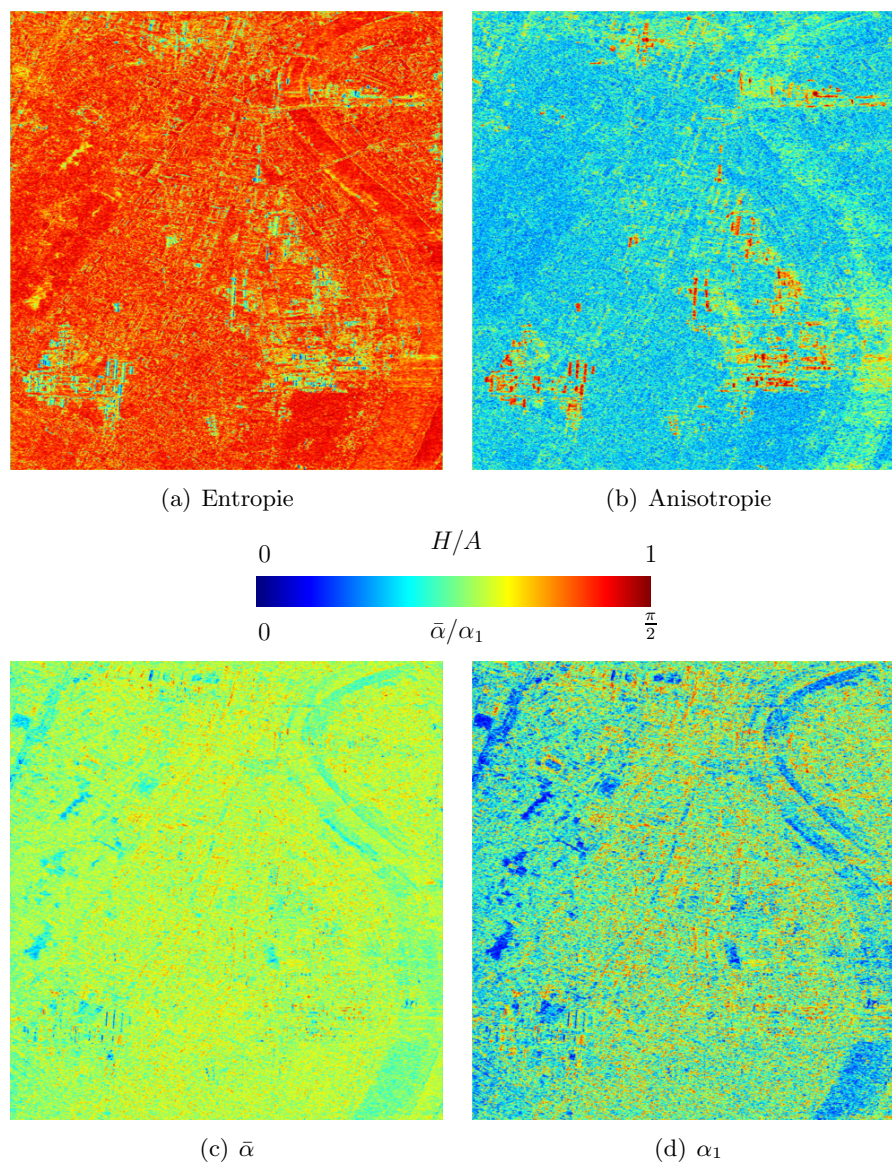 (a) Entropie
(b) Anisotropie
0 H/A 1
0 ᾱ/α₁ π/2
(c) ᾱ
(d) α₁